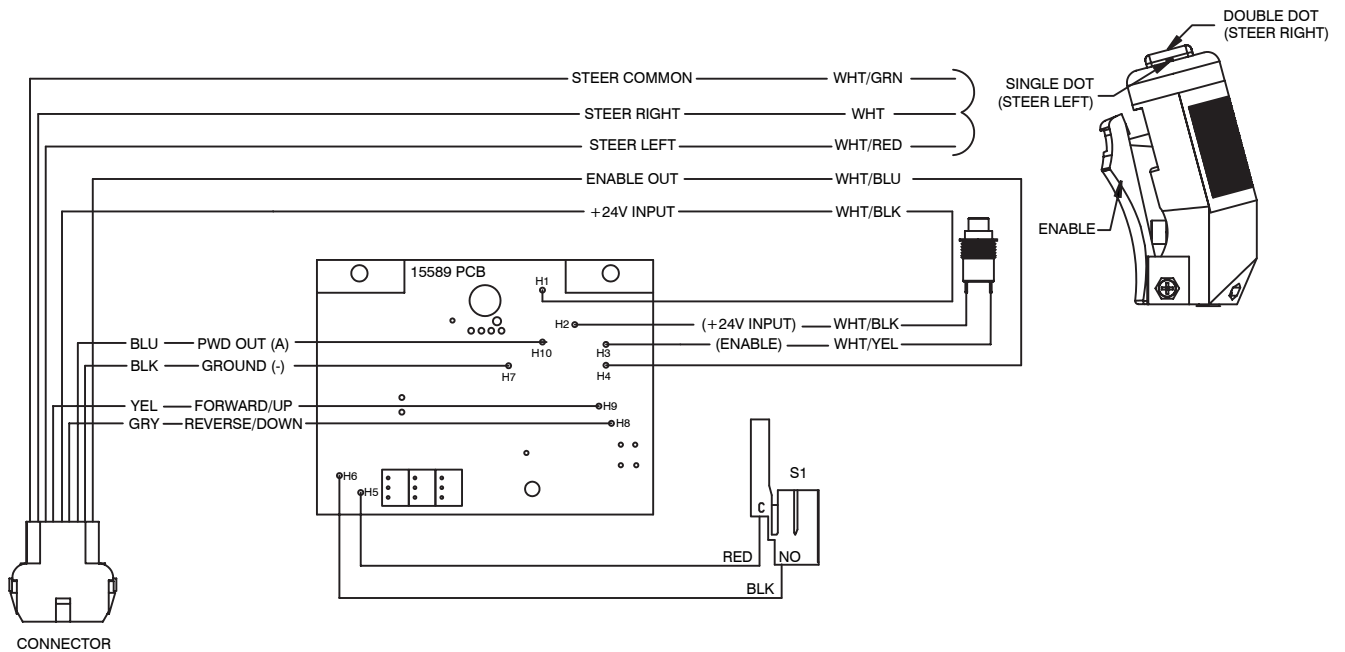 DOUBLE DOT
(STEER RIGHT)
SINGLE DOT
(STEER LEFT)
ENABLE
STEER COMMON WHT/GRN
STEER RIGHT WHT
STEER LEFT WHT/RED
ENABLE OUT WHT/BLU
+24V INPUT WHT/BLK
15589 PCB
H1
H2 (+24V INPUT) WHT/BLK
H3 (ENABLE) WHT/YEL
H4
BLU PWD OUT (A) H10
BLK GROUND (-) H7
YEL FORWARD/UP H9
GRY REVERSE/DOWN H8
H6
H5
S1
C
RED NO
BLK
CONNECTOR